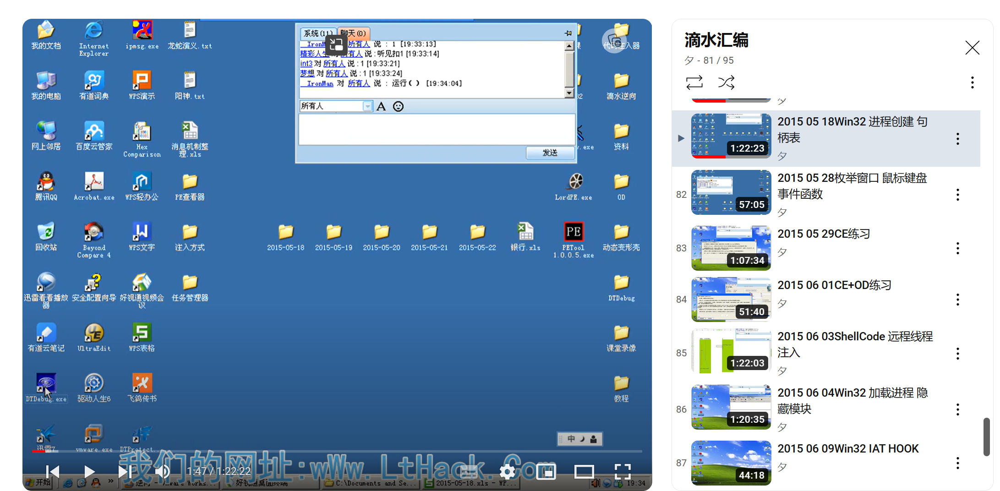 我的文档
Internet
Explorer
ipmsg.exe
龙蛇演义.txt
我的电脑
有道词典
WPS演示
阳神.txt
网上邻居
百度云管家
Hex
Comparison
消息机制整
理.xls
腾讯QQ
Acrobat.exe
WPS轻办公
PE查看器
回收站
Beyond
Compare 4
WPS文字
注入方式
迅雷看看播放
器
安全配置向导
好视通视频会
议
任务管理器
有道云笔记
UltraEdit
WPS表格
DTDebug.exe
驱动人生6
飞鸽传书
迅雷7
vmware.exe
DTProtect..
系统(11)
聊天(0)
IronM 所有人 说 : 1 [19:33:13]
精彩人生 对 所有人 说:听见扣1 [19:33:14]
int3 对 所有人 说:1 [19:33:21]
梦想 对 所有人 说:1 [19:33:24]
IronMan 对 所有人 说 : 运行() [19:34:04]
所有人
A
发送
代码注入器
滴水逆向
资料
LordPE.exe
OD
2015-05-18
2015-05-19
2015-05-20
2015-05-21
2015-05-22
银行.xls
PE
PETool
1.0.0.5.exe
动态变形壳
DTDebug
课堂录像
教程
中
我们的网址:wWw.LtHack.Com
1:47 / 1:22:22
开始
C:\Documents and Se...
2015-05-18.xls - WP...
19:34
滴水汇编
夕 - 81 / 95
夕
2015 05 18Win32 进程创建 句
柄表
夕
1:22:23
82
2015 05 28枚举窗口 鼠标键盘
事件函数
夕
57:05
83
2015 05 29CE练习
夕
1:07:34
84
2015 06 01CE+OD练习
夕
51:40
85
2015 06 03ShellCode 远程线程
注入
夕
1:22:03
86
2015 06 04Win32 加载进程 隐
藏模块
夕
1:20:35
87
2015 06 09Win32 IAT HOOK
夕
44:18